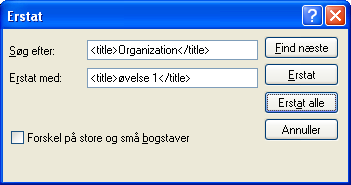 Erstat
Søg efter: <title>Organization</title> Find næste
Erstat med: <title>øvelse 1</title> Erstat
Erstat alle
Forskel på store og små bogstaver Annuller